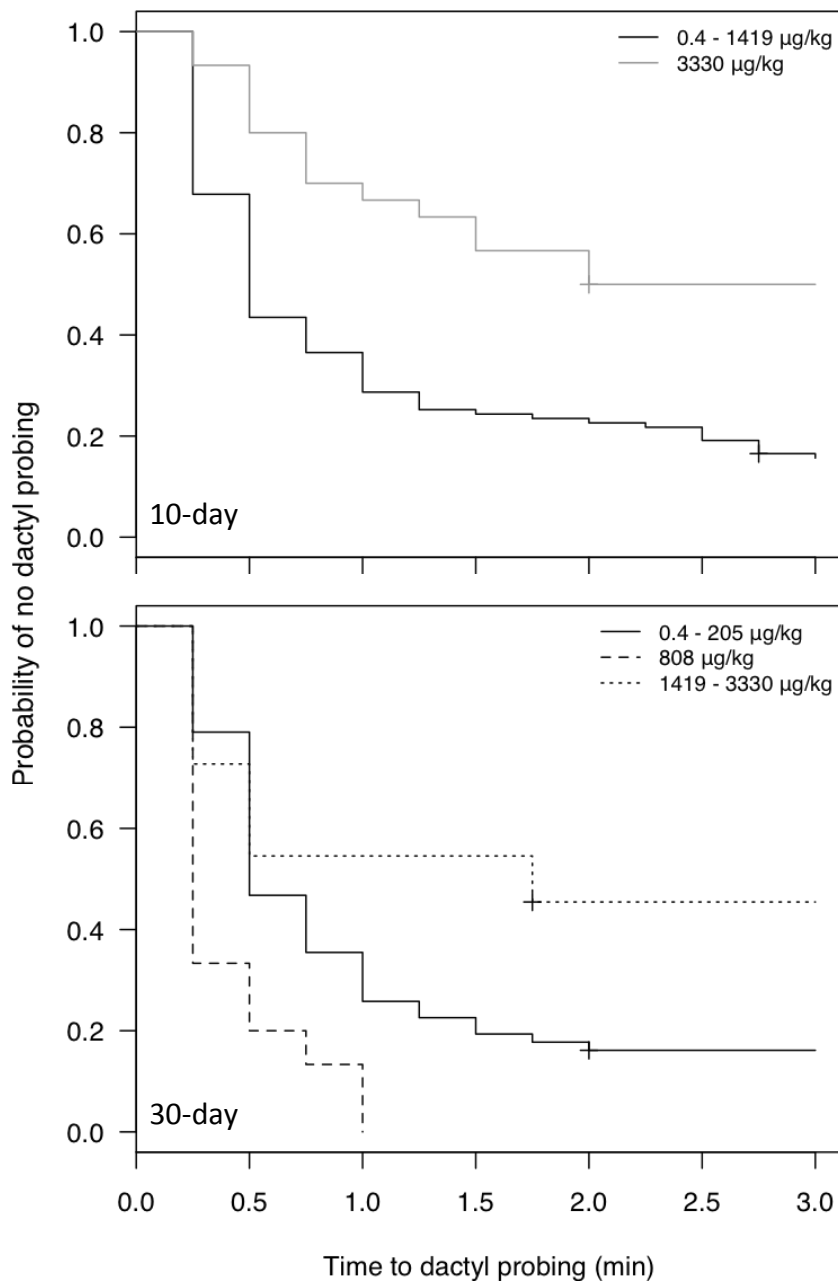 Probability of no dactyl probing
1.0
0.8
0.6
0.4
0.2
0.0
0.4 - 1419 µg/kg
3330 µg/kg
10-day
1.0
0.8
0.6
0.4
0.2
0.0
0.4 - 205 µg/kg
808 µg/kg
1419 - 3330 µg/kg
30-day
0.0 0.5 1.0 1.5 2.0 2.5 3.0
Time to dactyl probing (min)